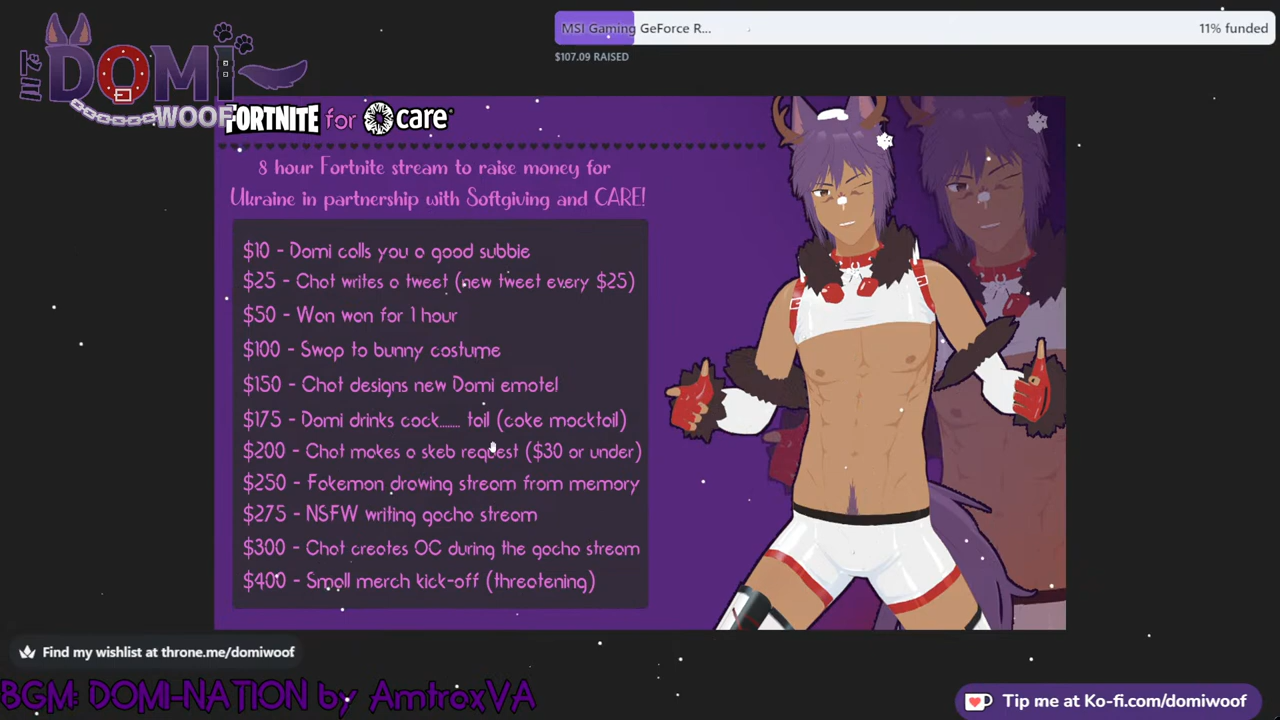 MSI Gaming GeForce R...
11% funded
$107.09 RAISED
DOMI
WOOF
FORTNITE for care
8 hour Fortnite stream to raise money for
Ukraine in partnership with Softgiving and CARE!
$10 - Domi calls you a good subbie
$25 - Chat writes a tweet (new tweet every $25)
$50 - Wan wan for 1 hour
$100 - Swap to bunny costume
$150 - Chat designs new Domi emote!
$175 - Domi drinks cock........ tail (coke mocktail)
$200 - Chat makes a skeb request ($30 or under)
$250 - Fakemon drawing stream from memory
$275 - NSFW writing gacha stream
$300 - Chat creates OC during the gacha stream
$400 - Small merch kick-off (threatening)
Find my wishlist at throne.me/domiwoof
BGM: DOMI-NATION by AmtraxVA
Tip me at Ko-fi.com/domiwoof